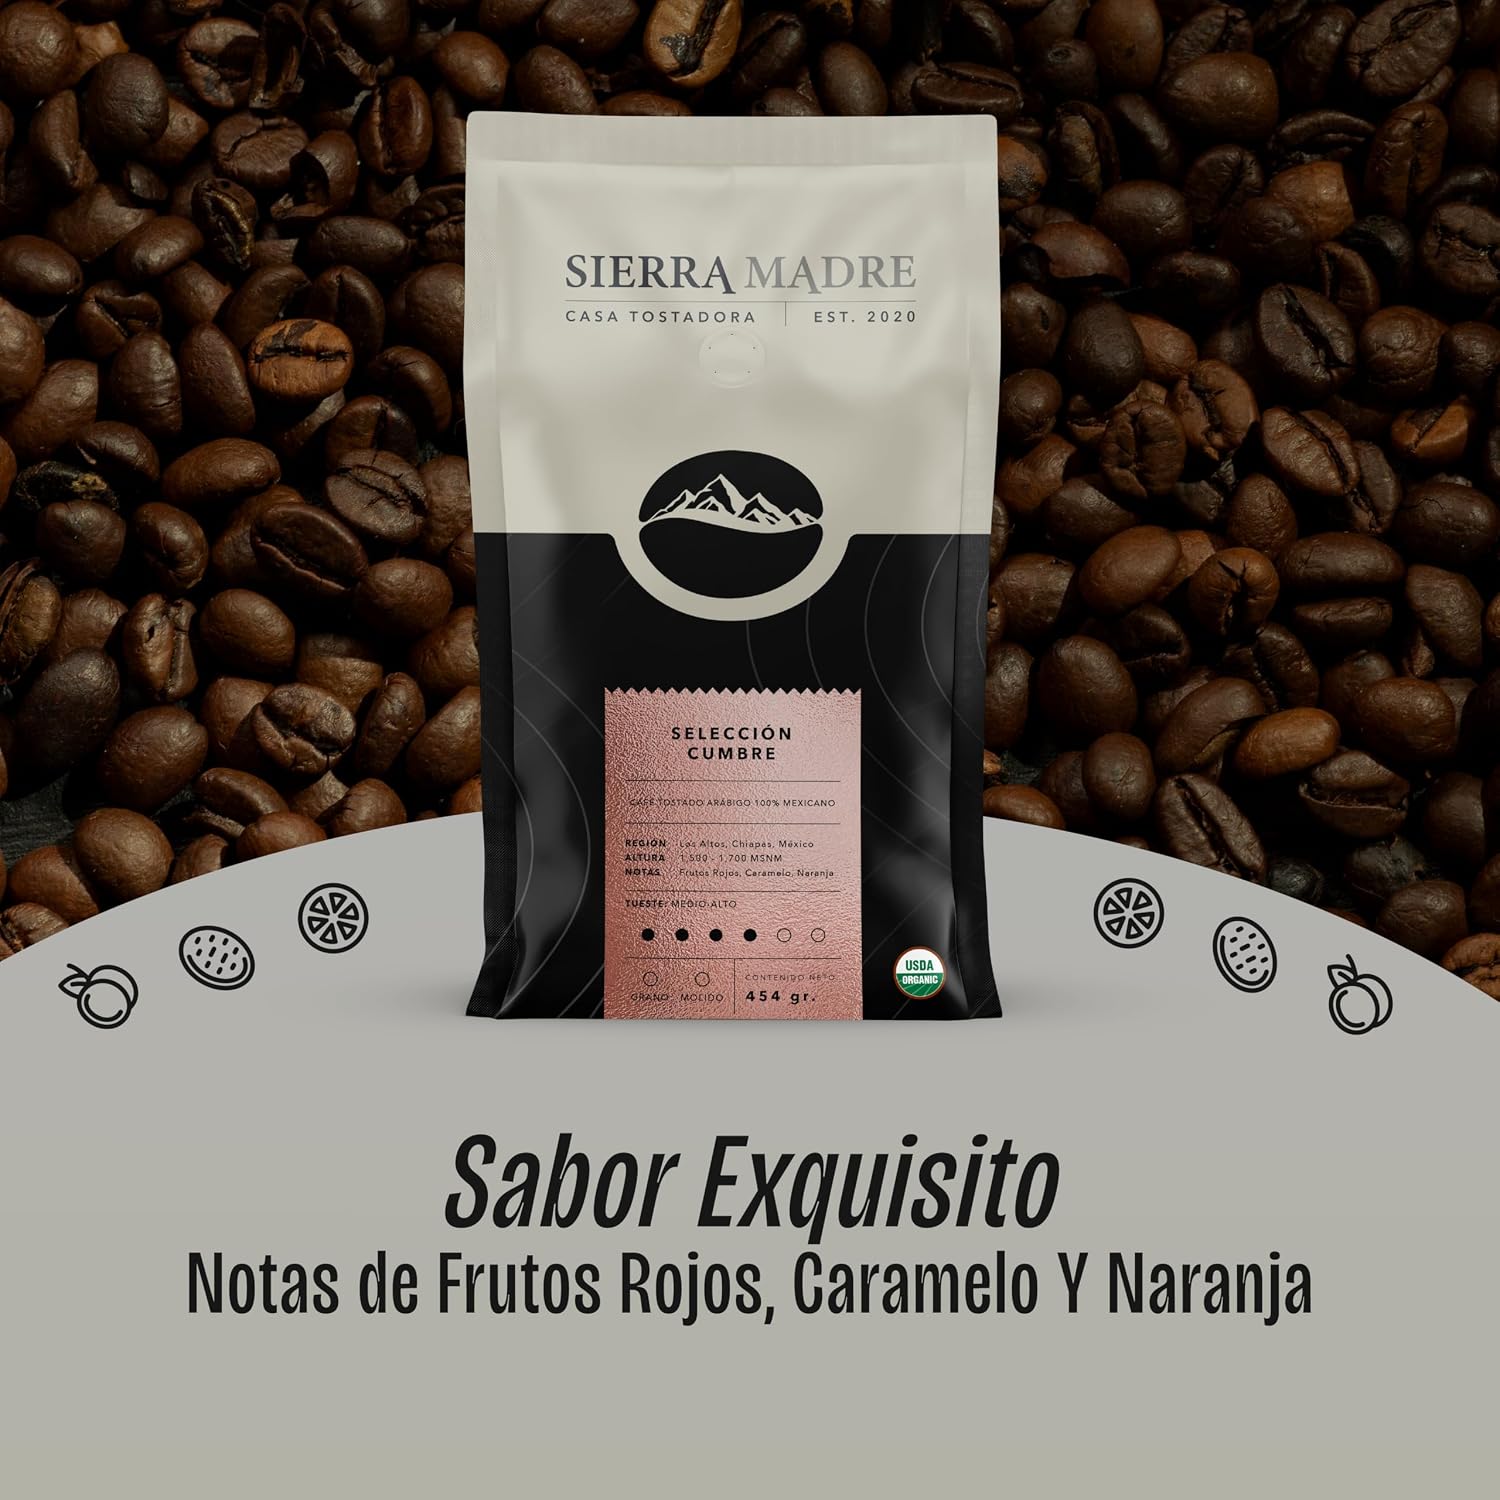 SIERRA MADRE
CASA TOSTADORA | EST. 2020
SELECCIÓN
CUMBRE
CAFÉ TOSTADO ARÁBIGO 100% MEXICANO
REGIÓN Los Altos, Chiapas, México
ALTURA 1,500 - 1,700 MSNM
NOTAS Frutos Rojos, Caramelo, Naranja
TUESTE: MEDIO-ALTO
GRANO MOLIDO
CONTENIDO NETO
454 gr.
USDA
ORGANIC
Sabor Exquisito
Notas de Frutos Rojos, Caramelo Y Naranja